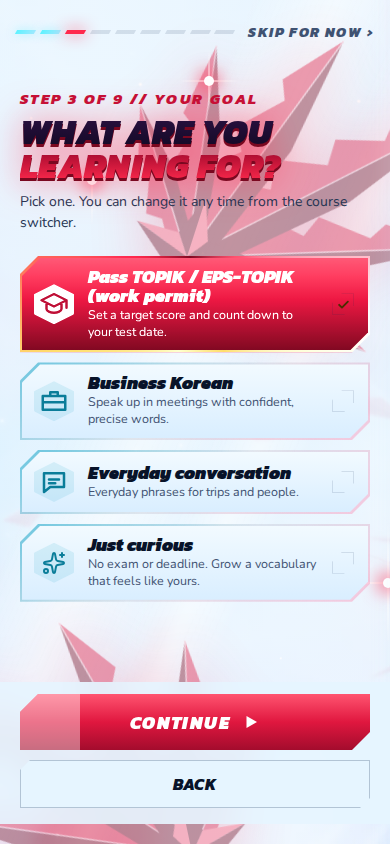 SKIP FOR NOW >
STEP 3 OF 9 // YOUR GOAL
WHAT ARE YOU
LEARNING FOR?
Pick one. You can change it any time from the course
switcher.
Pass TOPIK / EPS-TOPIK
(work permit)
Set a target score and count down to
your test date.
Business Korean
Speak up in meetings with confident,
precise words.
Everyday conversation
Everyday phrases for trips and people.
Just curious
No exam or deadline. Grow a vocabulary
that feels like yours.
CONTINUE
BACK